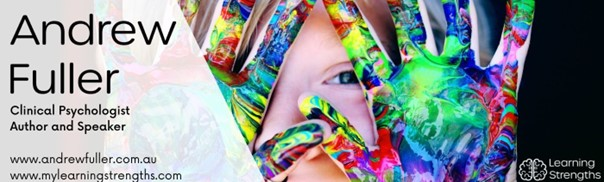 Andrew
Fuller
Clinical Psychologist
Author and Speaker
www.andrewfuller.com.au
www.mylearningstrengths.com
Learning
Strengths